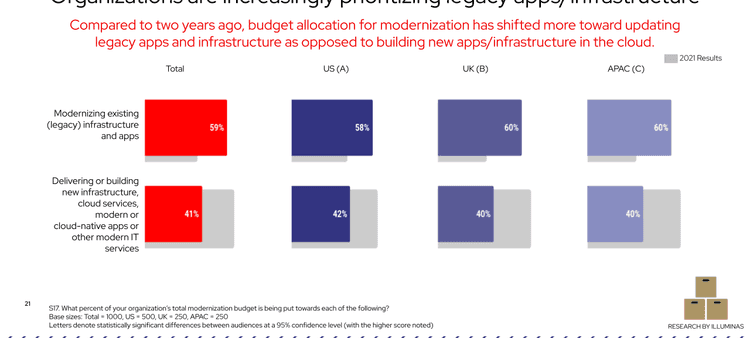 Organizations are increasingly prioritizing legacy apps/infrastructure
Compared to two years ago, budget allocation for modernization has shifted more toward updating
legacy apps and infrastructure as opposed to building new apps/infrastructure in the cloud.
2021 Results
Total
US (A)
UK (B)
APAC (C)
Modernizing existing
(legacy) infrastructure
and apps
59%
58%
60%
60%
Delivering or building
new infrastructure,
cloud services,
modern or
cloud-native apps or
other modern IT
services
41%
42%
40%
40%
21
S17. What percent of your organization's total modernization budget is being put towards each of the following?
Base sizes: Total = 1000, US = 500, UK = 250, APAC = 250
Letters denote statistically significant differences between audiences at a 95% confidence level (with the higher score noted)
RESEARCH BY ILLUMINAS